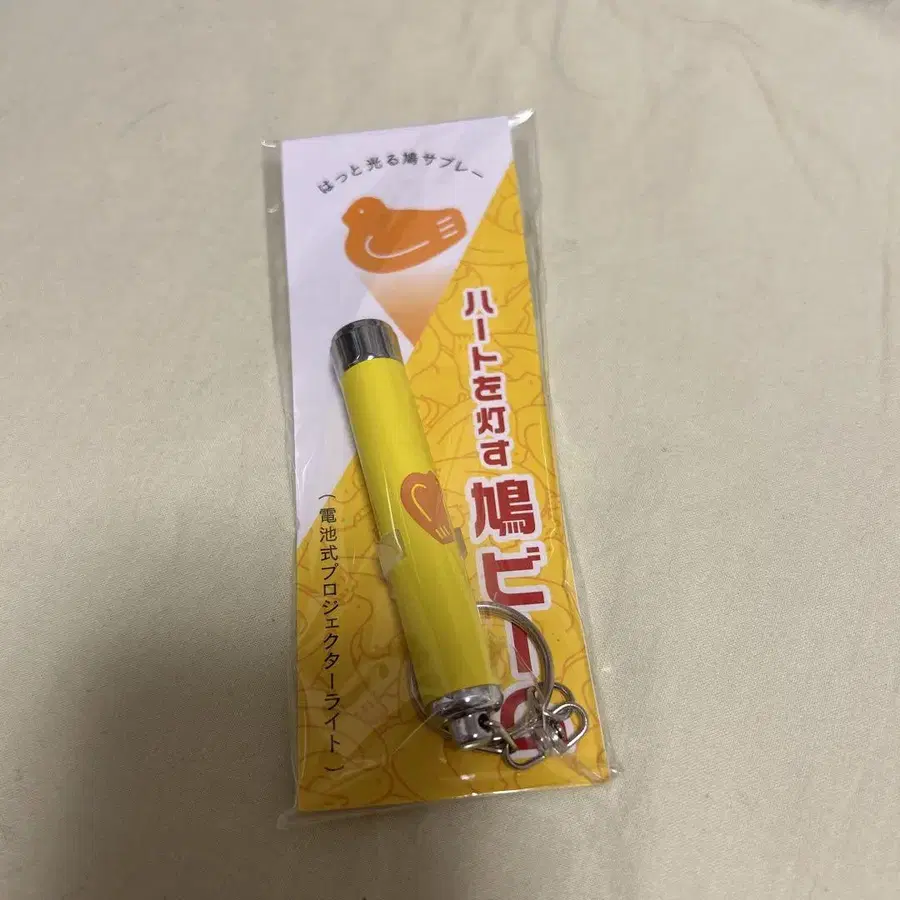 はっと光る鳩サブレー
ハートを灯す
鳩ビー
（電池式プロジェクターライト）